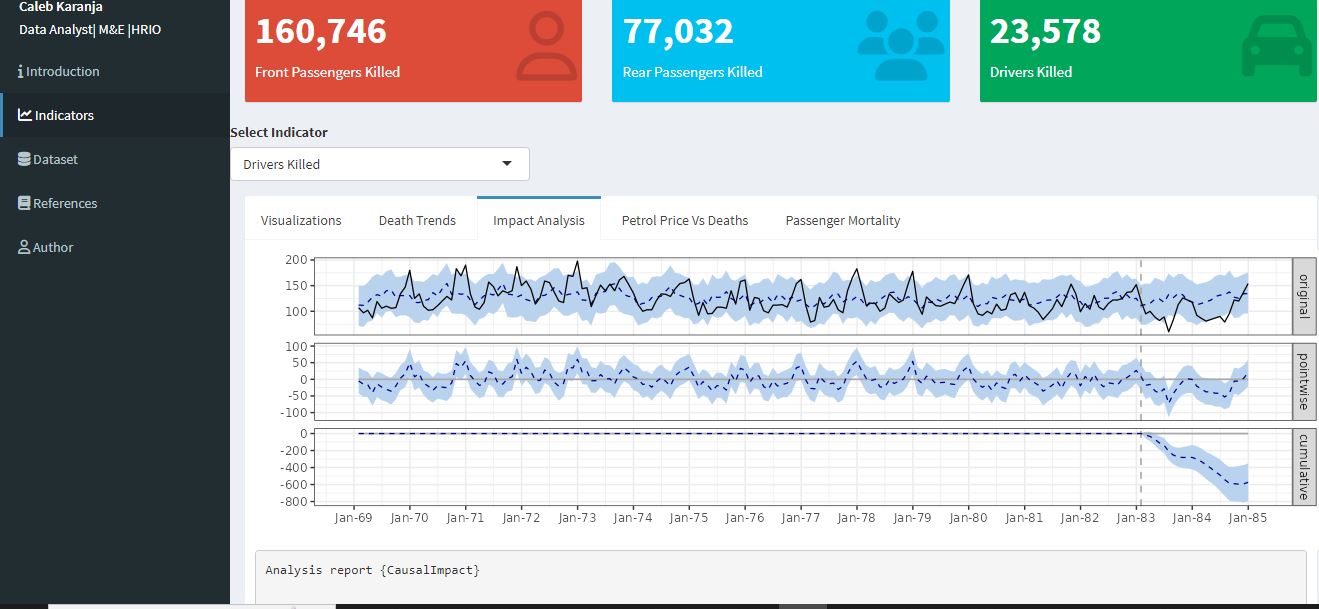 Caleb Karanja
Data Analyst| M&E |HRIO
Introduction
Indicators
Dataset
References
Author
160,746
Front Passengers Killed
77,032
Rear Passengers Killed
23,578
Drivers Killed
Select Indicator
Drivers Killed
Visualizations Death Trends Impact Analysis Petrol Price Vs Deaths Passenger Mortality
200
150
100
original
100
50
0
-50
-100
pointwise
0
-200
-400
-600
-800
cumulative
Jan-69 Jan-70 Jan-71 Jan-72 Jan-73 Jan-74 Jan-75 Jan-76 Jan-77 Jan-78 Jan-79 Jan-80 Jan-81 Jan-82 Jan-83 Jan-84 Jan-85
Analysis report {CausalImpact}